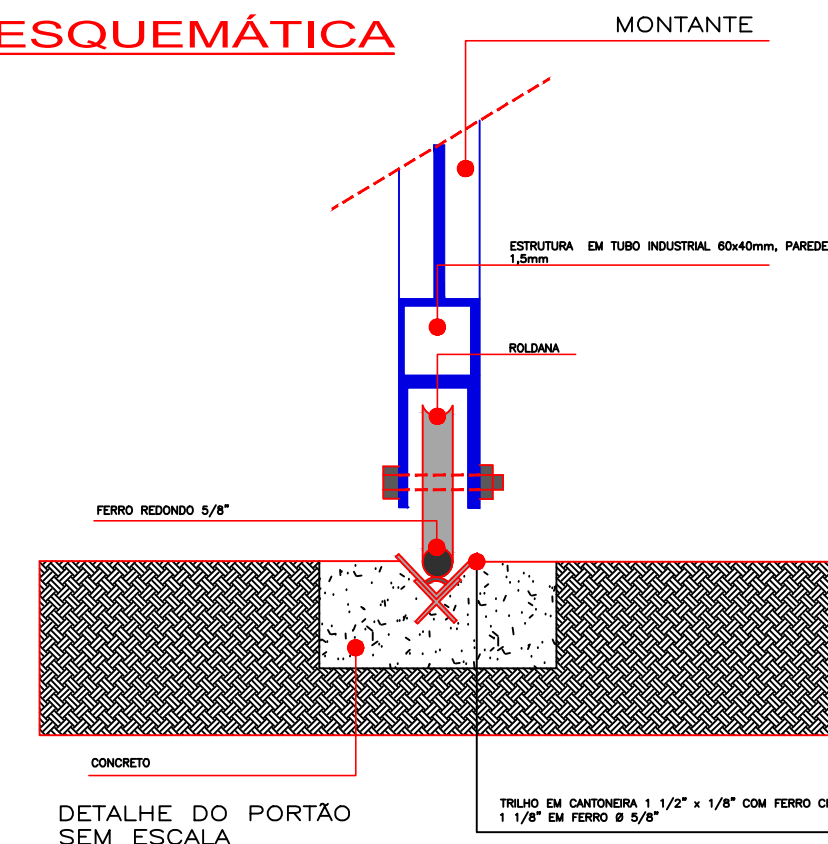 ESQUEMÁTICA
MONTANTE
ESTRUTURA EM TUBO INDUSTRIAL 60x40mm, PAREDE
1,5mm
ROLDANA
FERRO REDONDO 5/8"
CONCRETO
TRILHO EM CANTONEIRA 1 1/2" x 1/8" COM FERRO
1 1/8" EM FERRO Ø 5/8"
DETALHE DO PORTÃO
SEM ESCALA